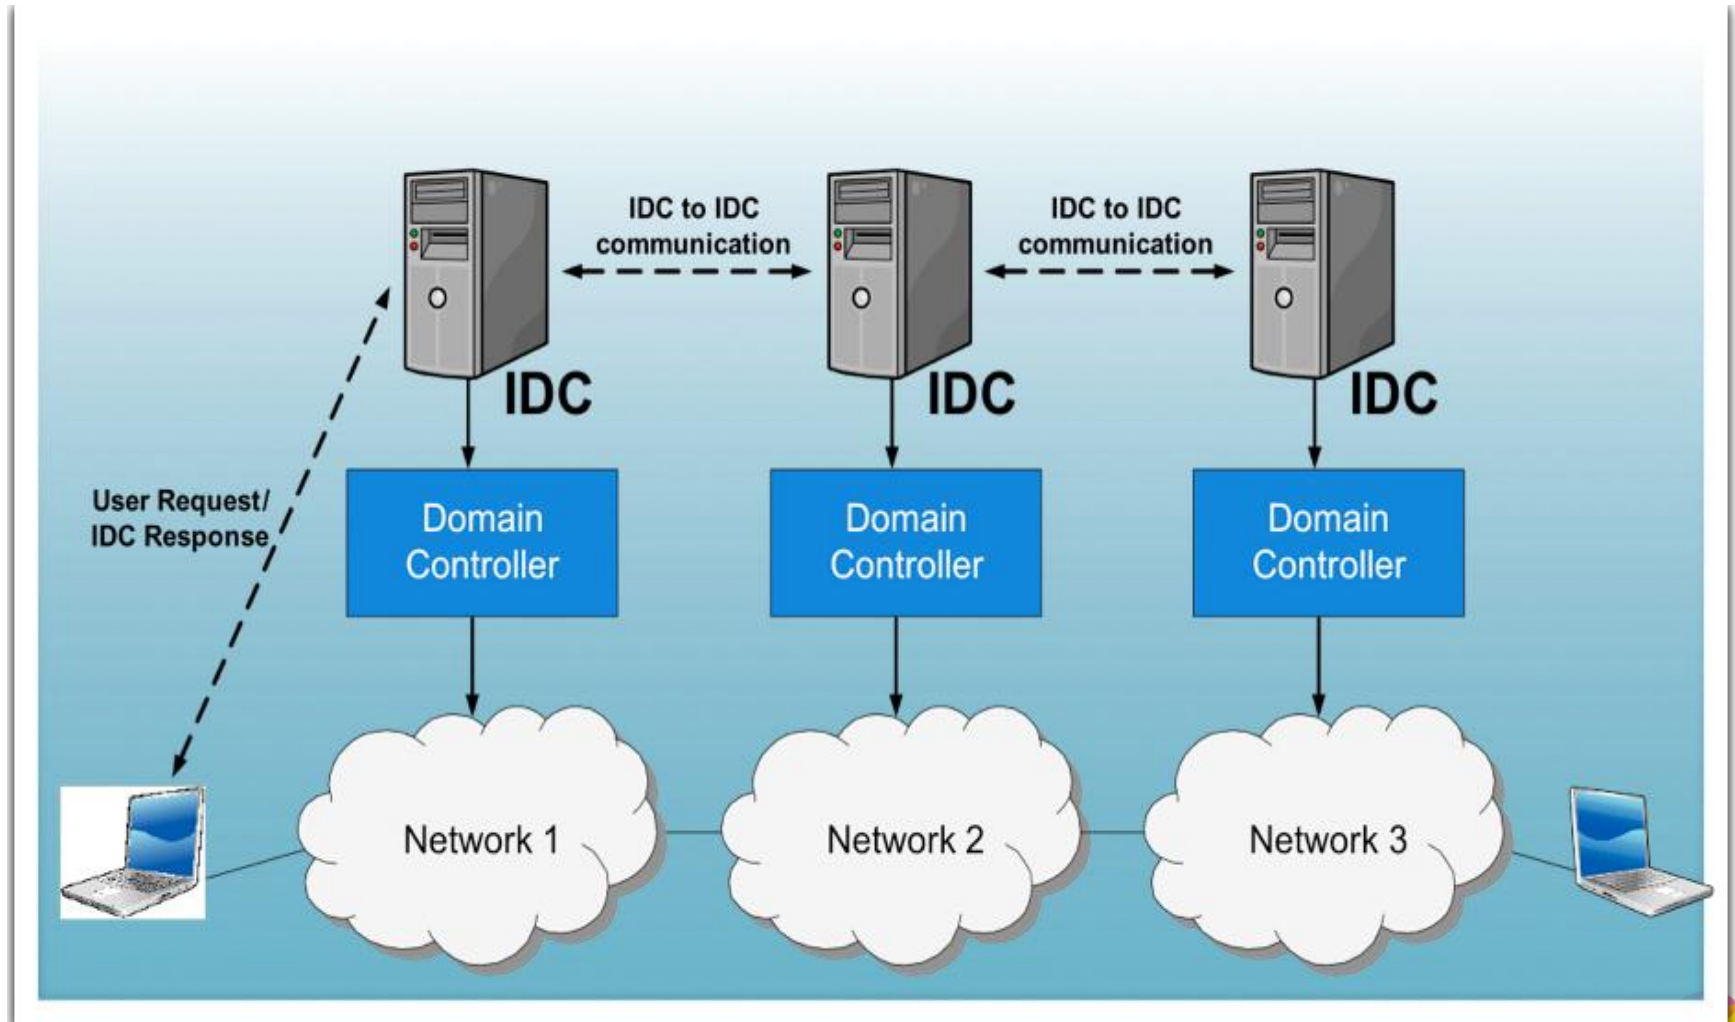 IDC to IDC
communication
IDC to IDC
communication
IDC
IDC
IDC
User Request/
IDC Response
Domain
Controller
Domain
Controller
Domain
Controller
Network 1
Network 2
Network 3